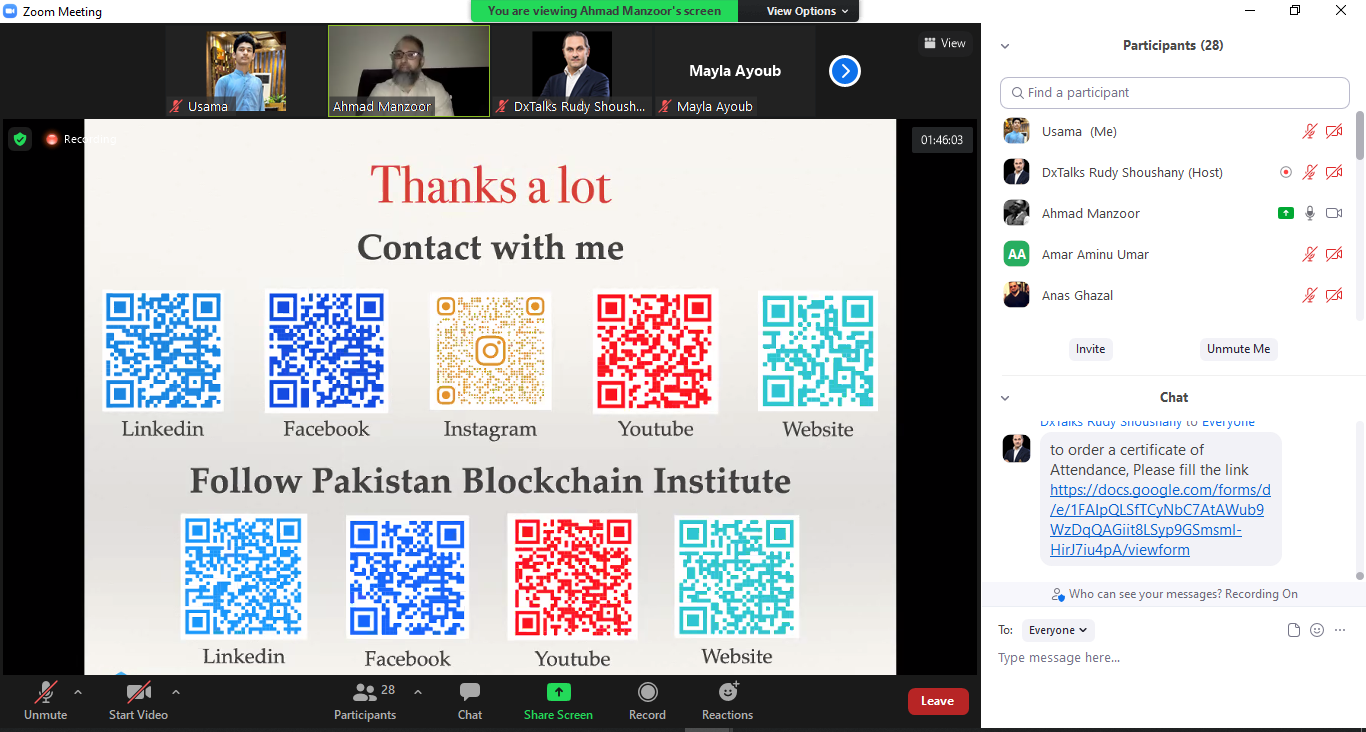 Zoom Meeting
You are viewing Ahmad Manzoor's screen
View Options
Usama
Ahmad Manzoor
DxTalks Rudy Shoush...
Mayla Ayoub
Mayla Ayoub
View
Recording
01:46:03
Thanks a lot
Contact with me
Linkedin
Facebook
Instagram
Youtube
Website
Follow Pakistan Blockchain Institute
Linkedin
Facebook
Youtube
Website
Unmute
Start Video
28
Participants
Chat
Share Screen
Record
Reactions
Leave
Participants (28)
Find a participant
Usama (Me)
DxTalks Rudy Shoushany (Host)
Ahmad Manzoor
AA
Amar Aminu Umar
Anas Ghazal
Invite
Unmute Me
Chat
DxTalks Rudy Shoushany to Everyone
to order a certificate of
Attendance, Please fill the link
https://docs.google.com/forms/d
/e/1FAIpQLSfTCyNbC7AtAWub9
WzDqQAGiit8LSyp9GSmsmI-
HirJ7iu4pA/viewform
Who can see your messages? Recording On
To:
Everyone
Type message here...